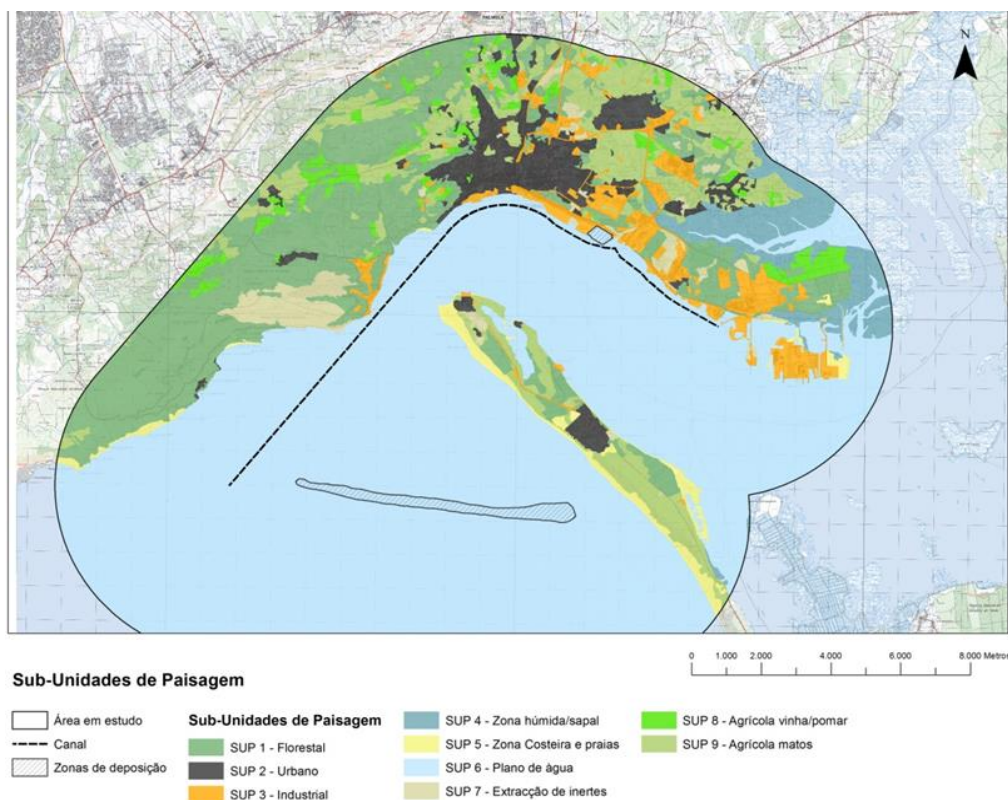 N
0 1.000 2.000 4.000 6.000 8.000 Metros
Sub-Unidades de Paisagem
Área em estudo
Canal
Zonas de deposição
Sub-Unidades de Paisagem
SUP 1 - Florestal
SUP 2 - Urbano
SUP 3 - Industrial
SUP 4 - Zona húmida/sapal
SUP 5 - Zona Costeira e praias
SUP 6 - Plano de àgua
SUP 7 - Extracção de inertes
SUP 8 - Agrícola vinha/pomar
SUP 9 - Agrícola matos